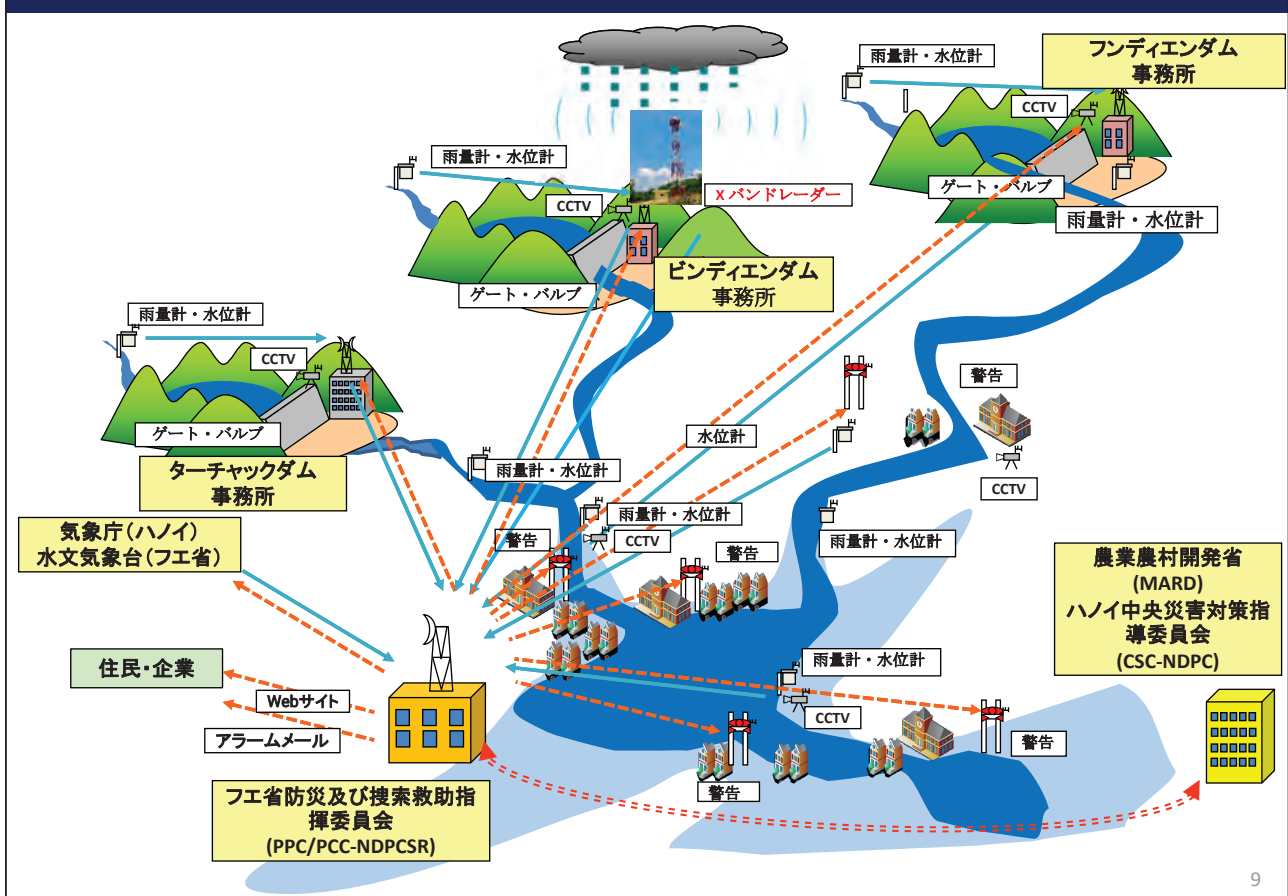 雨量計・水位計
フンディエンダム
事務所
CCTV
ゲート・バルブ
雨量計・水位計
雨量計・水位計
CCTV
X バンドレーダー
ゲート・バルブ
ビンディエンダム
事務所
雨量計・水位計
CCTV
ゲート・バルブ
ターチャックダム
事務所
警告
CCTV
水位計
雨量計・水位計
雨量計・水位計
CCTV
警告
警告
雨量計・水位計
気象庁(ハノイ)
水文気象台(フエ省)
農業農村開発省
(MARD)
ハノイ中央災害対策指
導委員会
(CSC-NDPC)
住民・企業
Webサイト
アラームメール
雨量計・水位計
CCTV
警告
警告
フエ省防災及び捜索救助指
揮委員会
(PPC/PCC-NDPCSR)
9